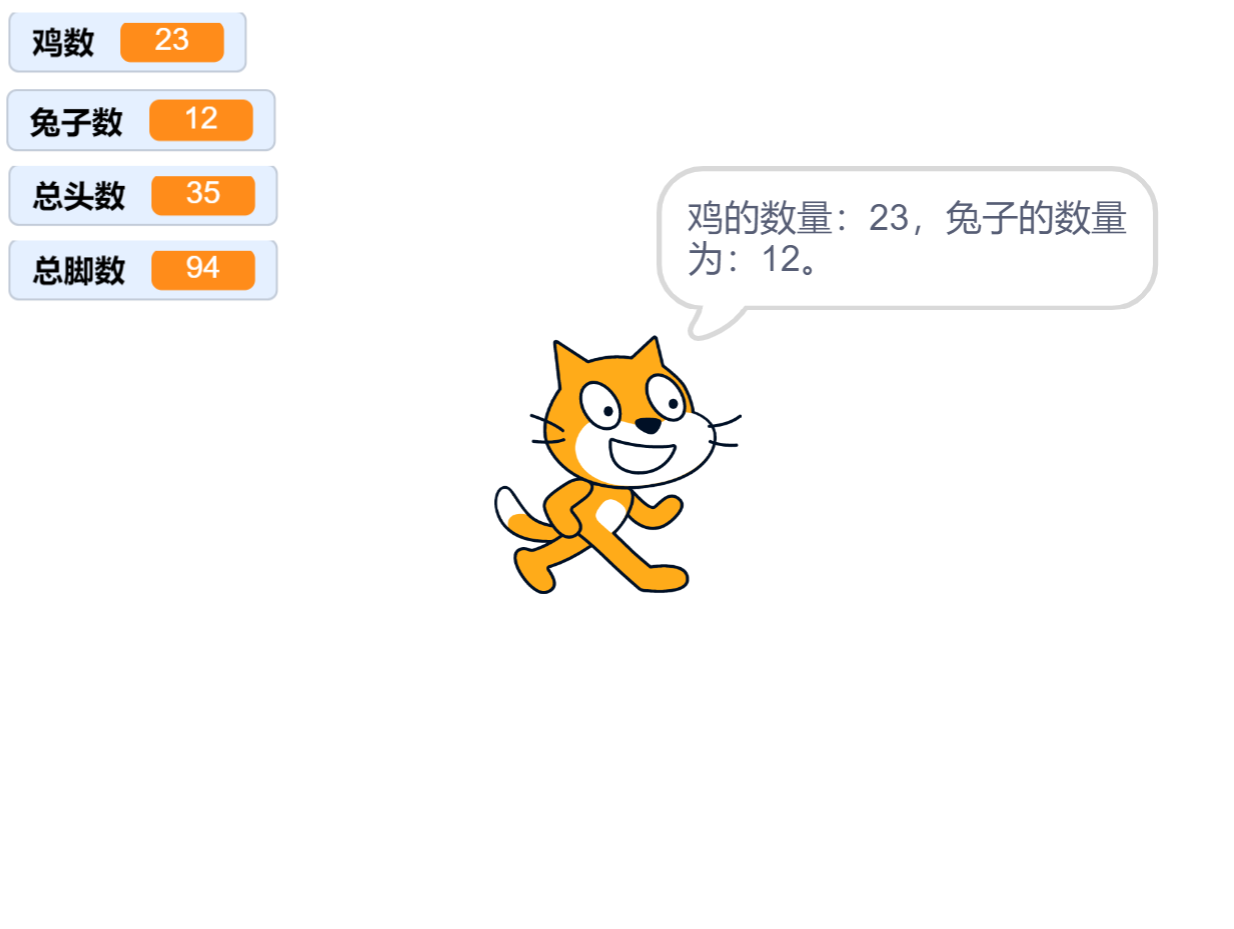 鸡数 23
兔子数 12
总头数 35
总脚数 94
鸡的数量：23，兔子的数量
为：12。